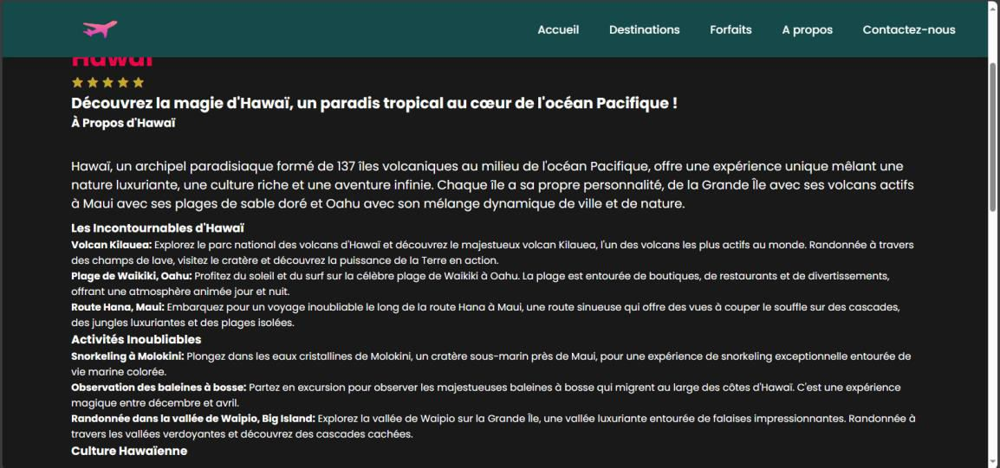 Accueil Destinations Forfaits A propos Contactez-nous
Hawaï
Découvrez la magie d'Hawaï, un paradis tropical au cœur de l'océan Pacifique !
À Propos d'Hawaï
Hawaï, un archipel paradisiaque formé de 137 îles volcaniques au milieu de l'océan Pacifique, offre une expérience unique mêlant une
nature luxuriante, une culture riche et une aventure infinie. Chaque île a sa propre personnalité, de la Grande Île avec ses volcans actifs
à Maui avec ses plages de sable doré et Oahu avec son mélange dynamique de ville et de nature.
Les Incontournables d'Hawaï
Volcan Kilauea: Explorez le parc national des volcans d'Hawaï et découvrez le majestueux volcan Kilauea, l'un des volcans les plus actifs au monde. Randonnée à travers
des champs de lave, visitez le cratère et découvrez la puissance de la Terre en action.
Plage de Waikiki, Oahu: Profitez du soleil et du surf sur la célèbre plage de Waikiki à Oahu. La plage est entourée de boutiques, de restaurants et de divertissements,
offrant une atmosphère animée jour et nuit.
Route Hana, Maui: Embarquez pour un voyage inoubliable le long de la route Hana à Maui, une route sinueuse qui offre des vues à couper le souffle sur des cascades,
des jungles luxuriantes et des plages isolées.
Activités Inoubliables
Snorkeling à Molokini: Plongez dans les eaux cristallines de Molokini, un cratère sous-marin près de Maui, pour une expérience de snorkeling exceptionnelle entourée de
vie marine colorée.
Observation des baleines à bosse: Partez en excursion pour observer les majestueuses baleines à bosse qui migrent au large des côtes d'Hawaï. C'est une expérience
magique entre décembre et avril.
Randonnée dans la vallée de Waipio, Big Island: Explorez la vallée de Waipio sur la Grande Île, une vallée luxuriante entourée de falaises impressionnantes. Randonnée à
travers les vallées verdoyantes et découvrez des cascades cachées.
Culture Hawaïenne